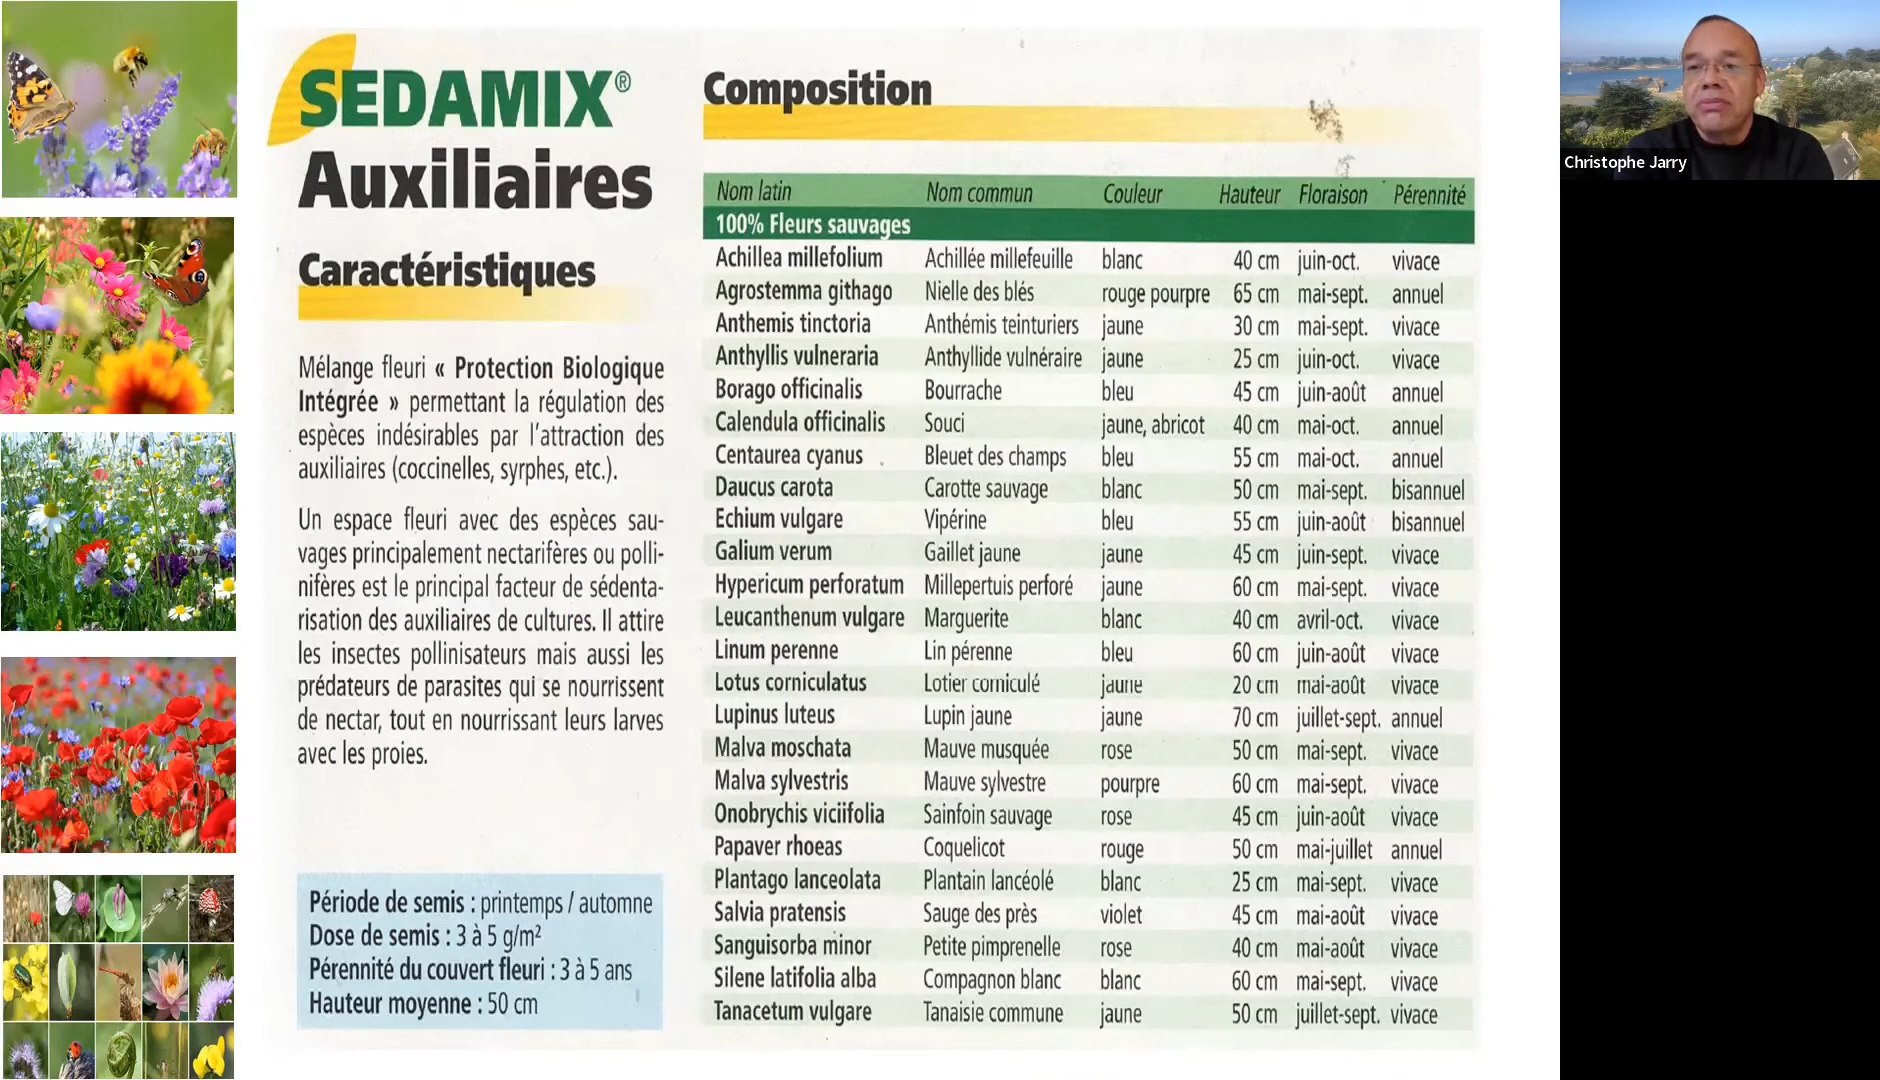 SEDAMIX®
Auxiliaires
Caractéristiques
Mélange fleuri « Protection Biologique
Intégrée » permettant la régulation des
espèces indésirables par l'attraction des
auxiliaires (coccinelles, syrphes, etc.).
Un espace fleuri avec des espèces sau-
vages principalement nectarifères ou polli-
nifères est le principal facteur de sédenta-
risation des auxiliaires de cultures. Il attire
les insectes pollinisateurs mais aussi les
prédateurs de parasites qui se nourrissent
de nectar, tout en nourrissant leurs larves
avec les proies.
Période de semis : printemps / automne
Dose de semis : 3 à 5 g/m²
Pérennité du couvert fleuri : 3 à 5 ans
Hauteur moyenne : 50 cm
Composition
Nom latin Nom commun Couleur Hauteur Floraison Pérennité
100% Fleurs sauvages
Achillea millefolium Achillée millefeuille blanc 40 cm juin-oct. vivace
Agrostemma githago Nielle des blés rouge pourpre 65 cm mai-sept. annuel
Anthemis tinctoria Anthémis teinturiers jaune 30 cm mai-sept. vivace
Anthyllis vulneraria Anthyllide vulnéraire jaune 25 cm juin-oct. vivace
Borago officinalis Bourrache bleu 45 cm juin-août annuel
Calendula officinalis Souci jaune, abricot 40 cm mai-oct. annuel
Centaurea cyanus Bleuet des champs bleu 55 cm mai-oct. annuel
Daucus carota Carotte sauvage blanc 50 cm mai-sept. bisannuel
Echium vulgare Vipérine bleu 55 cm juin-août bisannuel
Galium verum Gaillet jaune jaune 45 cm juin-sept. vivace
Hypericum perforatum Millepertuis perforé jaune 60 cm mai-sept. vivace
Leucanthenum vulgare Marguerite blanc 40 cm avril-oct. vivace
Linum perenne Lin pérenne bleu 60 cm juin-août vivace
Lotus corniculatus Lotier corniculé jaune 20 cm mai-août vivace
Lupinus luteus Lupin jaune jaune 70 cm juillet-sept. annuel
Malva moschata Mauve musquée rose 50 cm mai-sept. vivace
Malva sylvestris Mauve sylvestre pourpre 60 cm mai-sept. vivace
Onobrychis viciifolia Sainfoin sauvage rose 45 cm juin-août vivace
Papaver rhoeas Coquelicot rouge 50 cm mai-juillet annuel
Plantago lanceolata Plantain lancéolé blanc 25 cm mai-sept. vivace
Salvia pratensis Sauge des près violet 45 cm mai-août vivace
Sanguisorba minor Petite pimprenelle rose 40 cm mai-août vivace
Silene latifolia alba Compagnon blanc blanc 60 cm mai-sept. vivace
Tanacetum vulgare Tanaisie commune jaune 50 cm juillet-sept. vivace
Christophe Jarry